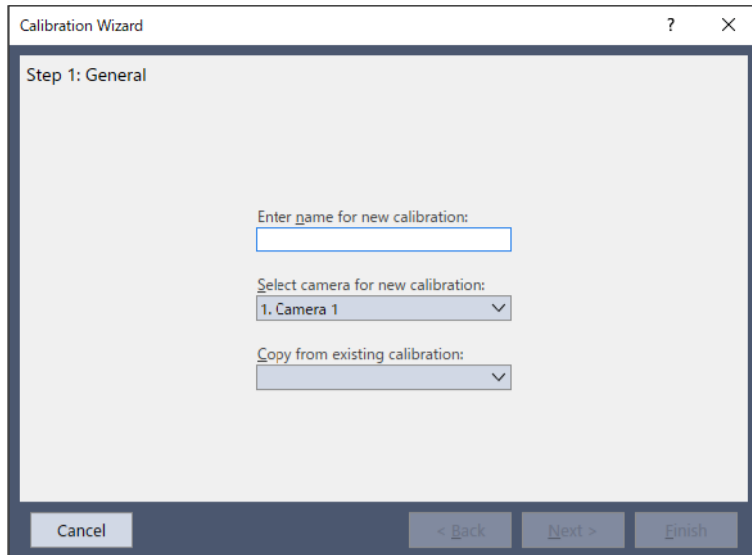 Calibration Wizard ?
Step 1: General
Enter name for new calibration:
Select camera for new calibration:
1. Camera 1
Copy from existing calibration:
Cancel < Back Next > Finish